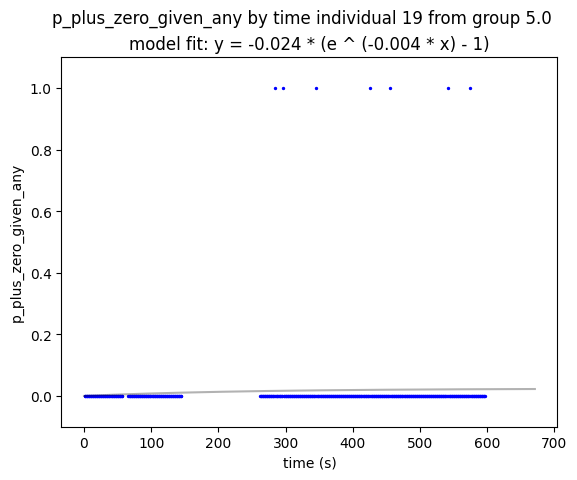 p_plus_zero_given_any by time individual 19 from group 5.0
model fit: y = -0.024 * (e ^ (-0.004 * x) - 1)
1.0
0.8
0.6
0.4
0.2
0.0
p_plus_zero_given_any
0 100 200 300 400 500 600 700
time (s)